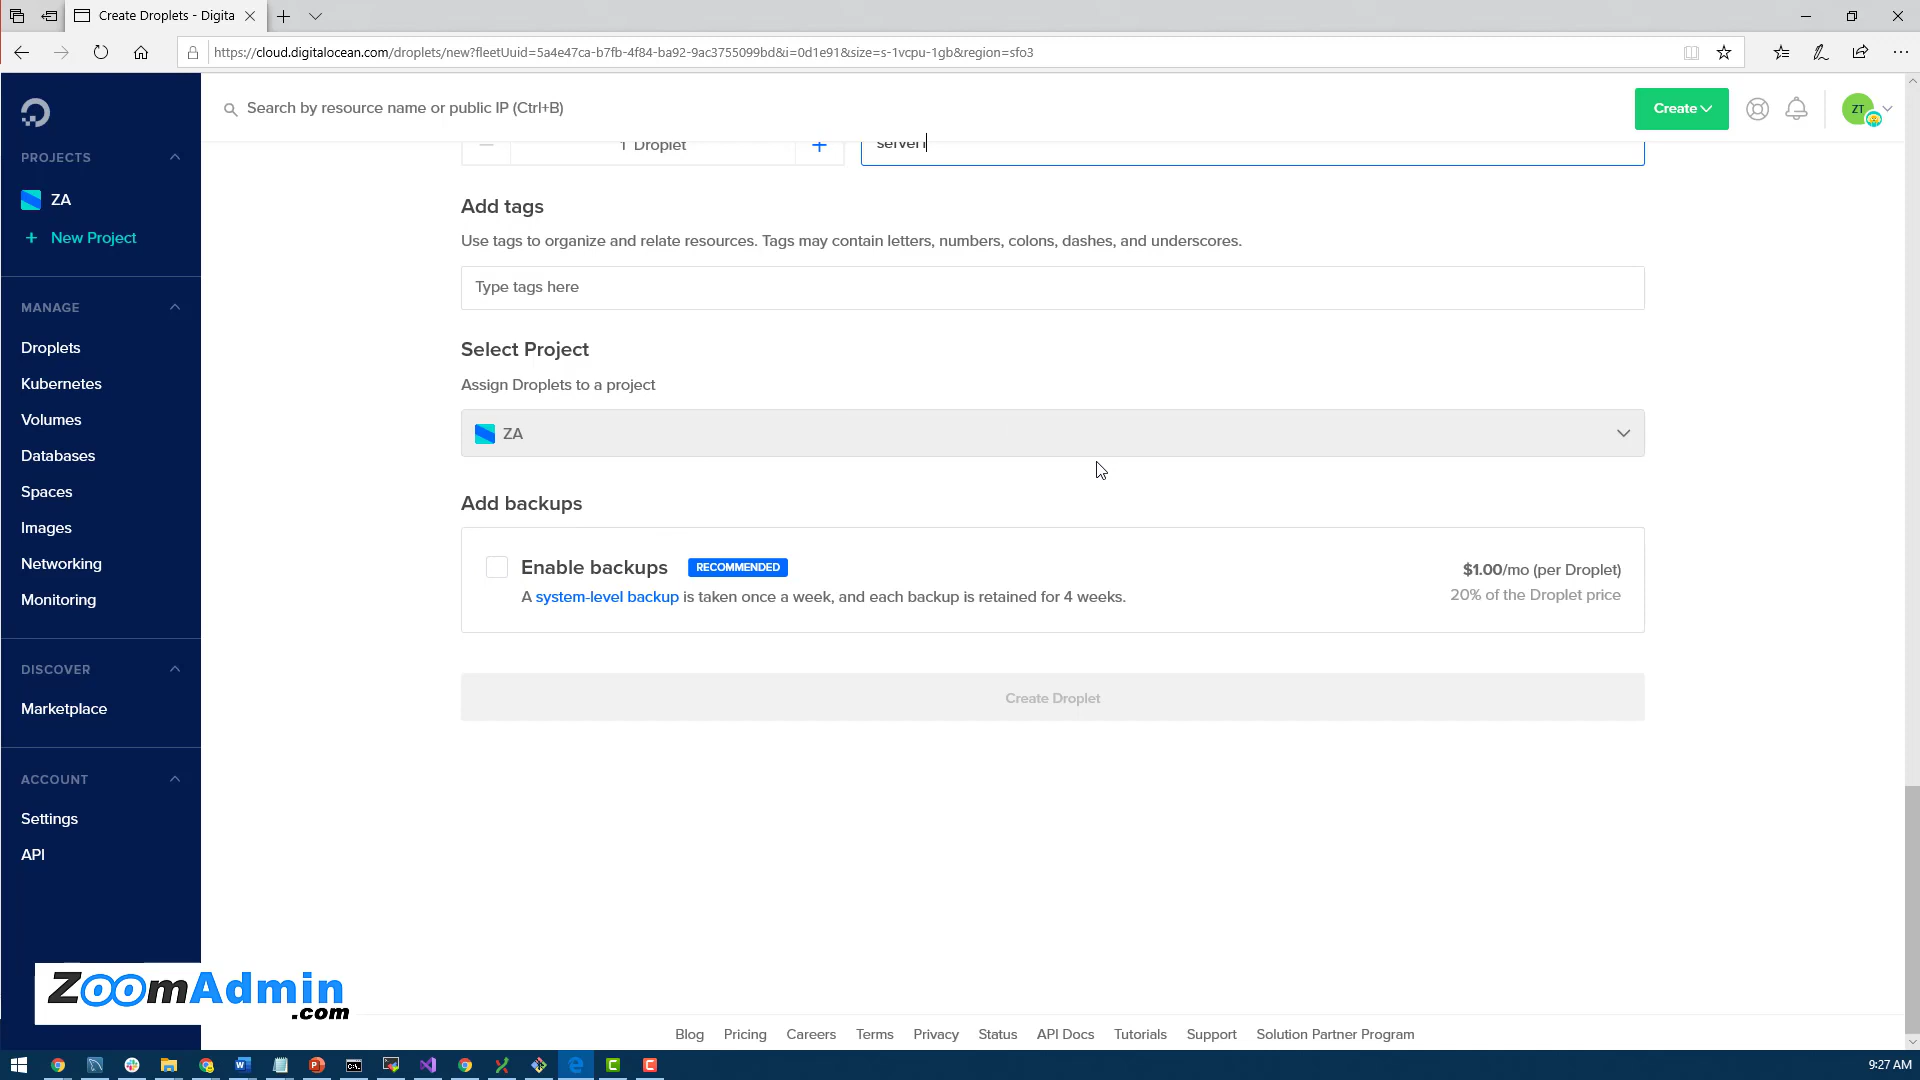 Create Droplets - Digita
https://cloud.digitalocean.com/droplets/new?fleetUuid=5a4e47ca-b7fb-4f84-ba92-9ac3755099bd&i=0d1e91&size=s-1vcpu-1gb&region=sfo3
Search by resource name or public IP (Ctrl+B)
Create
ZT
PROJECTS
ZA
New Project
MANAGE
Droplets
Kubernetes
Volumes
Databases
Spaces
Images
Networking
Monitoring
DISCOVER
Marketplace
ACCOUNT
Settings
API
1 Droplet
server1
Add tags
Use tags to organize and relate resources. Tags may contain letters, numbers, colons, dashes, and underscores.
Type tags here
Select Project
Assign Droplets to a project
ZA
Add backups
Enable backups RECOMMENDED
$1.00/mo (per Droplet)
A system-level backup is taken once a week, and each backup is retained for 4 weeks.
20% of the Droplet price
Create Droplet
ZoomAdmin
.com
Blog Pricing Careers Terms Privacy Status API Docs Tutorials Support Solution Partner Program
9:27 AM